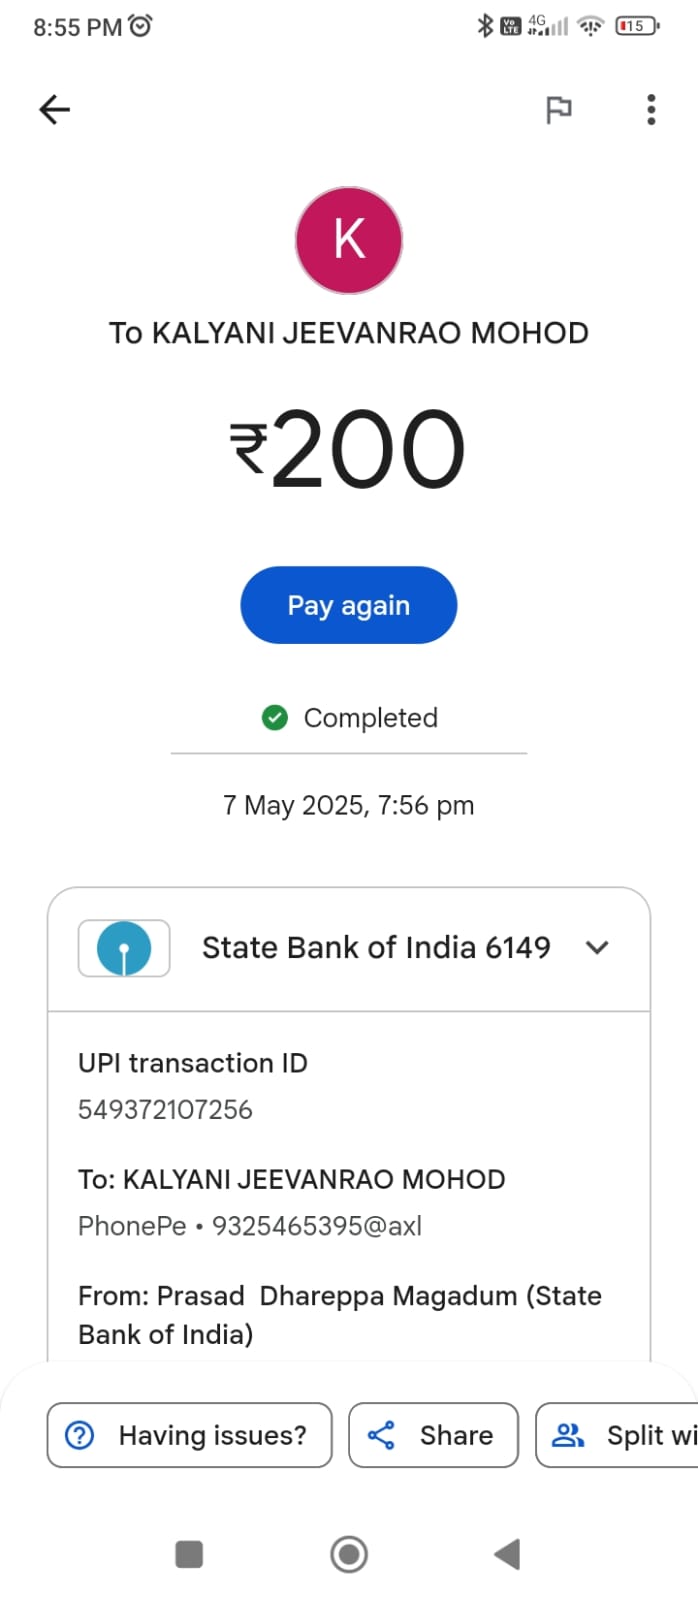 8:55 PM
Vo LTE 4G 15
K
To KALYANI JEEVANRAO MOHOD
₹200
Pay again
Completed
7 May 2025, 7:56 pm
State Bank of India 6149
UPI transaction ID
549372107256
To: KALYANI JEEVANRAO MOHOD
PhonePe • 9325465395@axl
From: Prasad  Dhareppa Magadum (State
Bank of India)
Having issues?
Share
Split wi